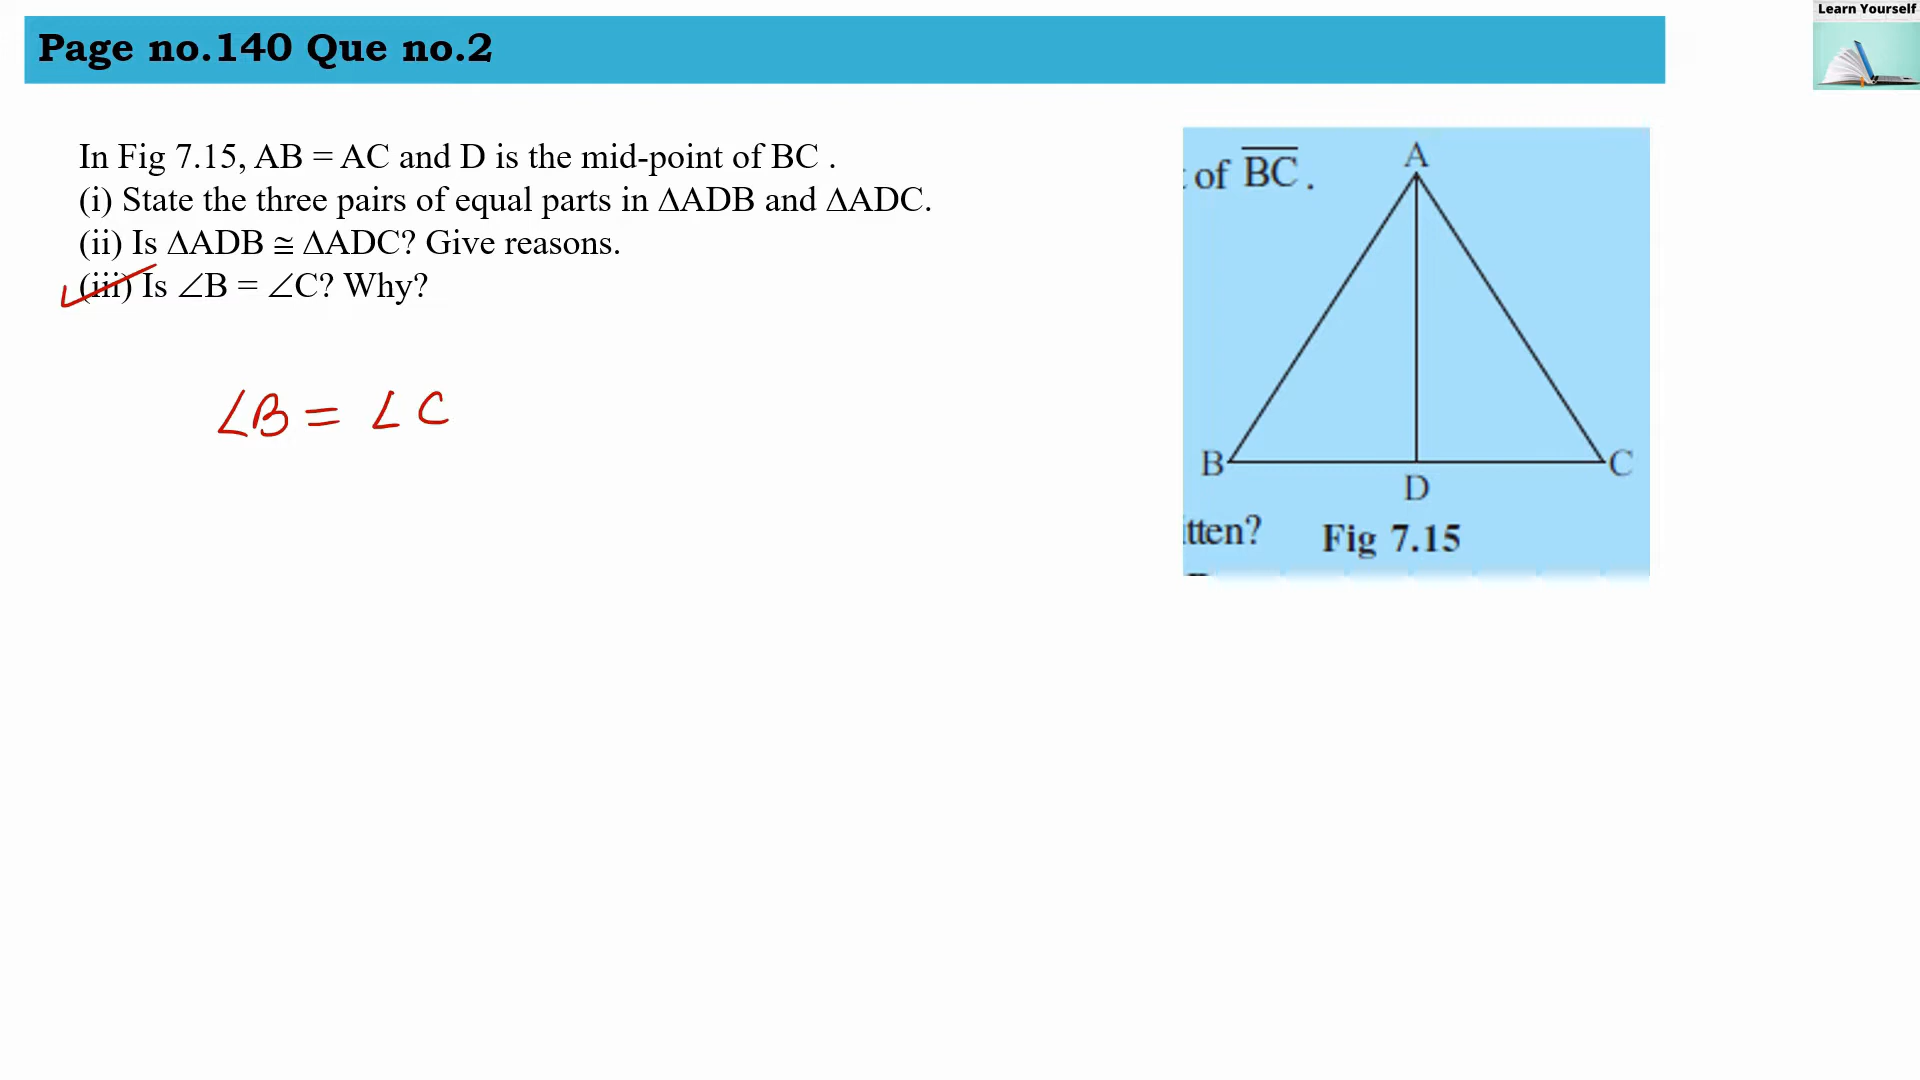 Page no.140 Que no.2
Learn Yourself
In Fig 7.15, AB = AC and D is the mid-point of BC .
(i) State the three pairs of equal parts in ΔADB and ΔADC.
(ii) Is ΔADB ≅ ΔADC? Give reasons.
(iii) Is ∠B = ∠C? Why?
∠B = ∠C
of BC .
A
B
C
D
itten?
Fig 7.15